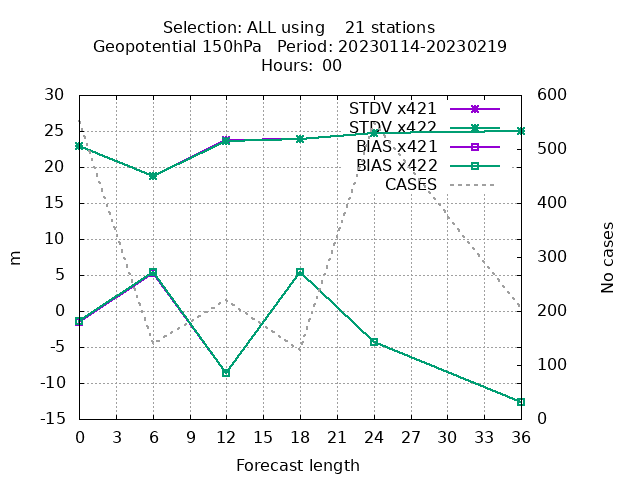 Selection: ALL using 21 stations
Geopotential 150hPa Period: 20230114-20230219
Hours: 00
30
25
20
15
10
5
0
-5
-10
-15
m
STDV x421
STDV x422
BIAS x421
BIAS x422
CASES
600
500
400
300
200
100
0
No cases
0 3 6 9 12 15 18 21 24 27 30 33 36
Forecast length